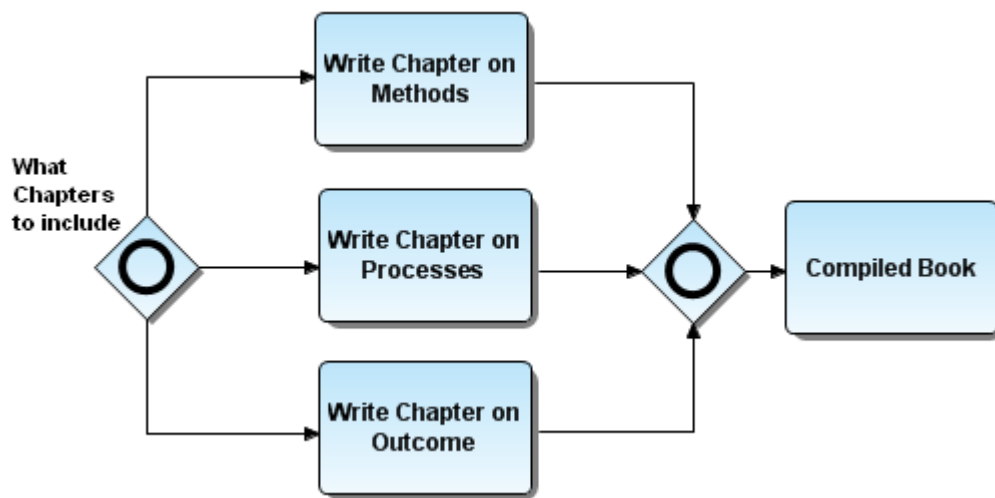 What
Chapters
to include
Write Chapter on
Methods
Write Chapter on
Processes
Write Chapter on
Outcome
Compiled Book